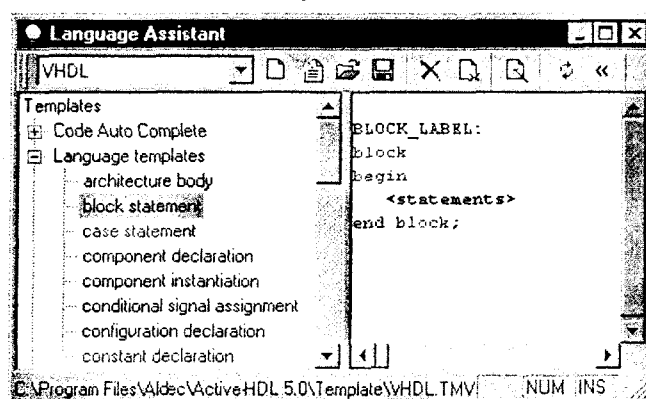 Language Assistant
VHDL
«
Templates
Code Auto Complete
Language templates
architecture body
block statement
case statement
component declaration
component instantiation
conditional signal assignment
configuration declaration
constant declaration
BLOCK_LABEL:
block
begin
<statements>
end block;
C:\Program Files\Aldec\Active-HDL 5.0\Template\VHDL.TMV NUM INS